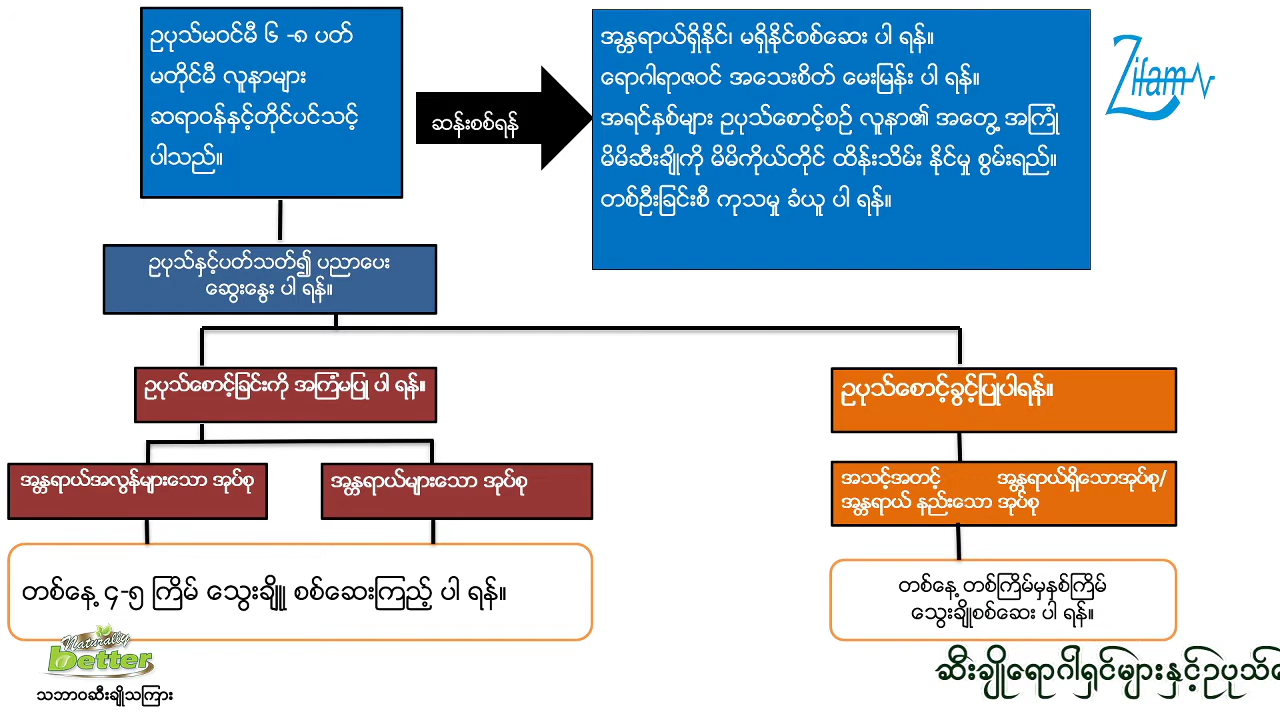 ဥပုသ်မဝင်မီ ၆ -၈ ပတ်
မတိုင်မီ လူနာများ
ဆရာဝန်နှင့်တိုင်ပင်သင့်
ပါသည်။
ဆန်းစစ်ရန်
အန္တရာယ်ရှိနိုင်၊ မရှိနိုင်စစ်ဆေး ပါ ရန်။
ရောဂါရာဇဝင် အသေးစိတ် မေးမြန်း ပါ ရန်။
အရင်နှစ်များ ဥပုသ်စောင့်စဉ် လူနာ၏ အတွေ့ အကြုံ
မိမိဆီးချိုကို မိမိကိုယ်တိုင် ထိန်းသိမ်း နိုင်မှု စွမ်းရည်။
တစ်ဦးခြင်းစီ ကုသမှု ခံယူ ပါ ရန်။
Zifam
ဥပုသ်နှင့်ပတ်သတ်၍ ပညာပေး
ဆွေးနွေး ပါ ရန်။
ဥပုသ်စောင့်ခြင်းကို အကြံမပြု ပါ ရန်။
ဥပုသ်စောင့်ခွင့်ပြုပါရန်။
အန္တရာယ်အလွန်များသော အုပ်စု
အန္တရာယ်များသော အုပ်စု
အသင့်အတင့် အန္တရာယ်ရှိသောအုပ်စု/
အန္တရာယ် နည်းသော အုပ်စု
တစ်နေ့ ၄-၅ ကြိမ် သွေးချိူ စစ်ဆေးကြည့် ပါ ရန်။
တစ်နေ့ တစ်ကြိမ်မှနှစ်ကြိမ်
သွေးချိုစစ်ဆေး ပါ ရန်။
Naturally
better
သဘာဝဆီးချိုသကြား
ဆီးချိုရောဂါရှင်များနှင့်ဥပုသ်